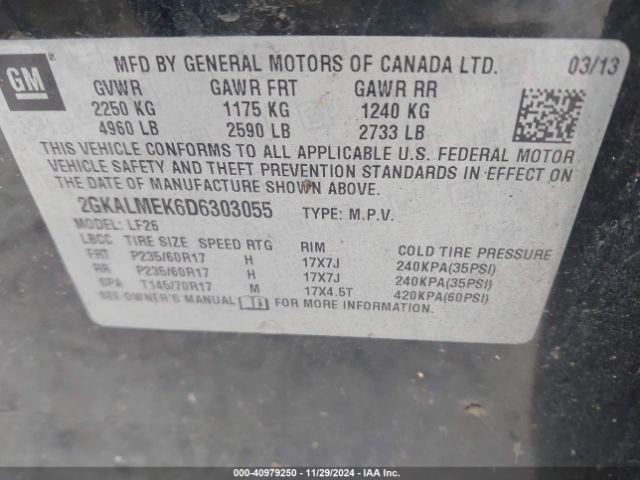 GM
MFD BY GENERAL MOTORS OF CANADA LTD. 03/13
GVWR GAWR FRT GAWR RR
2250 KG 1175 KG 1240 KG
4960 LB 2590 LB 2733 LB
THIS VEHICLE CONFORMS TO ALL APPLICABLE U.S. FEDERAL MOTOR
VEHICLE SAFETY AND THEFT PREVENTION STANDARDS IN EFFECT ON
THE DATE OF MANUFACTURE SHOWN ABOVE.
2GKALMEK6D6303055 TYPE: M.P.V.
MODEL: LF26
LBCC TIRE SIZE SPEED RTG RIM COLD TIRE PRESSURE
FRT P235/60R17 H 17X7J 240KPA(35PSI)
RR P235/60R17 H 17X7J 240KPA(35PSI)
SPA T145/70R17 M 17X4.5T 420KPA(60PSI)
SEE OWNER'S MANUAL FOR MORE INFORMATION.
000-40979250 - 11/29/2024 - IAA Inc.